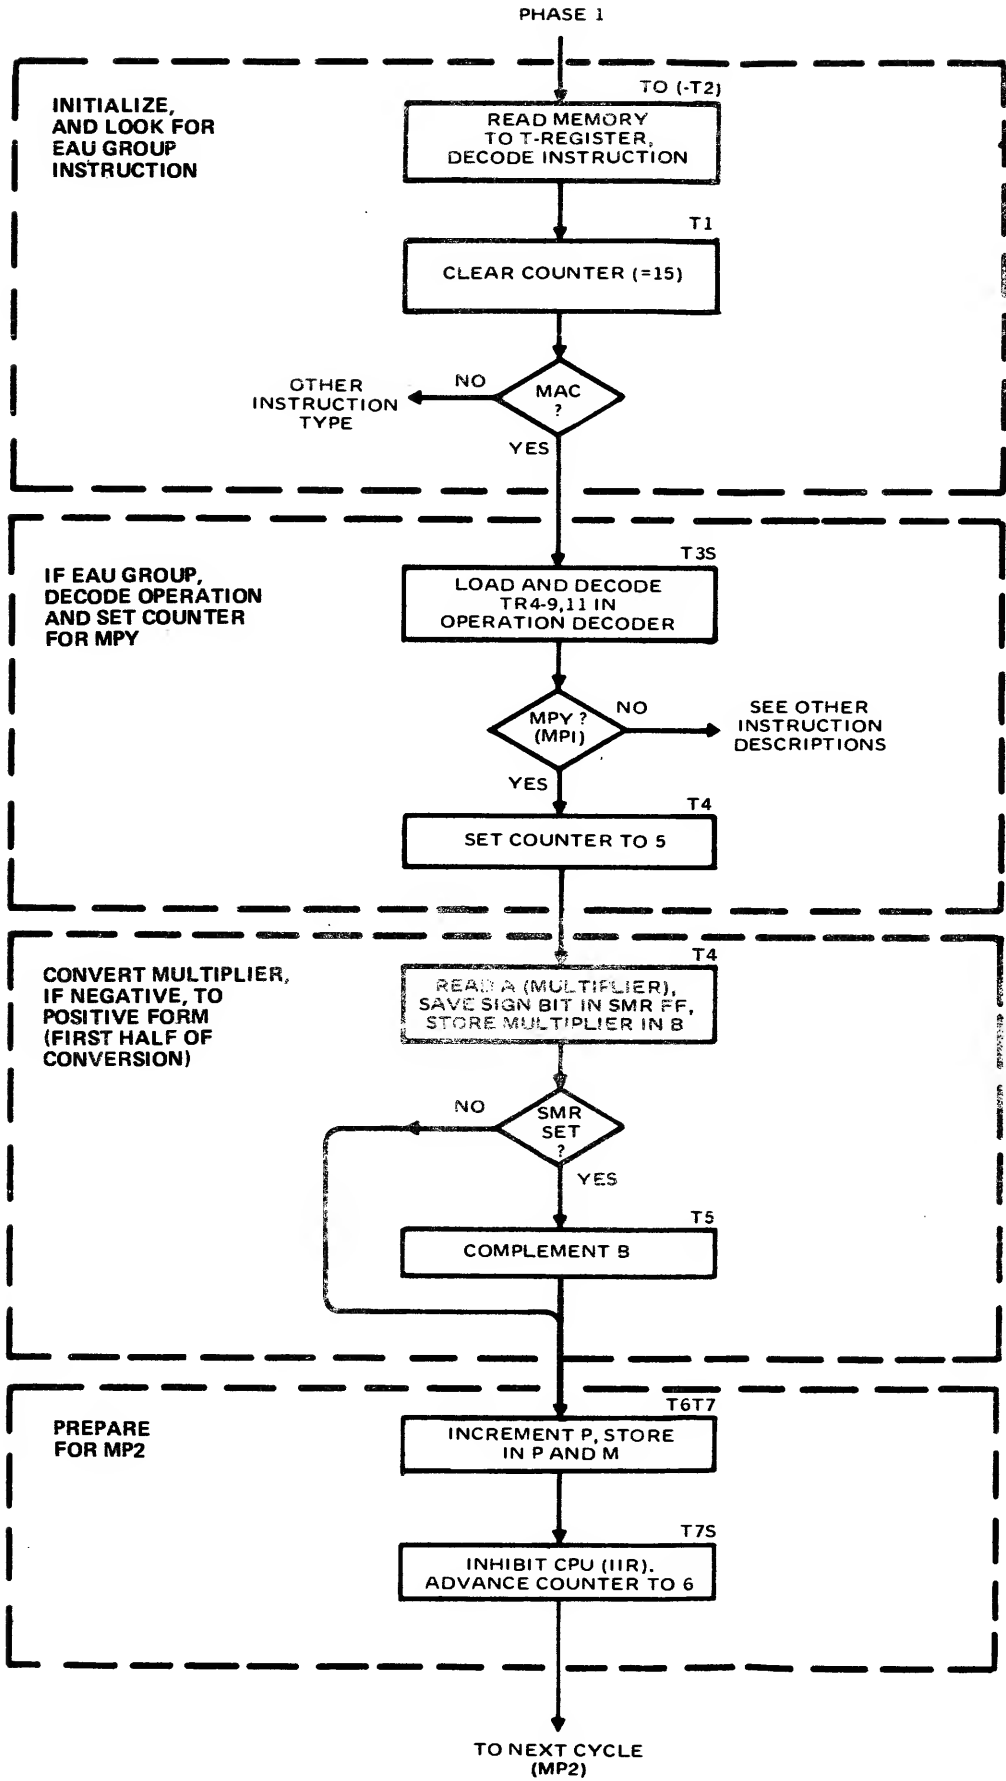 PHASE 1
INITIALIZE,
AND LOOK FOR
EAU GROUP
INSTRUCTION
TO (-T2)
READ MEMORY
TO T-REGISTER,
DECODE INSTRUCTION
T1
CLEAR COUNTER (=15)
MAC
?
NO
OTHER
INSTRUCTION
TYPE
YES
IF EAU GROUP,
DECODE OPERATION
AND SET COUNTER
FOR MPY
T3S
LOAD AND DECODE
TR4-9,11 IN
OPERATION DECODER
MPY ?
(MPI)
NO
SEE OTHER
INSTRUCTION
DESCRIPTIONS
YES
T4
SET COUNTER TO 5
CONVERT MULTIPLIER,
IF NEGATIVE, TO
POSITIVE FORM
(FIRST HALF OF
CONVERSION)
T4
READ A (MULTIPLIER),
SAVE SIGN BIT IN SMR FF,
STORE MULTIPLIER IN B
SMR
SET
?
NO
YES
T5
COMPLEMENT B
PREPARE
FOR MP2
T6T7
INCREMENT P, STORE
IN P AND M
T7S
INHIBIT CPU (IIR).
ADVANCE COUNTER TO 6
TO NEXT CYCLE
(MP2)